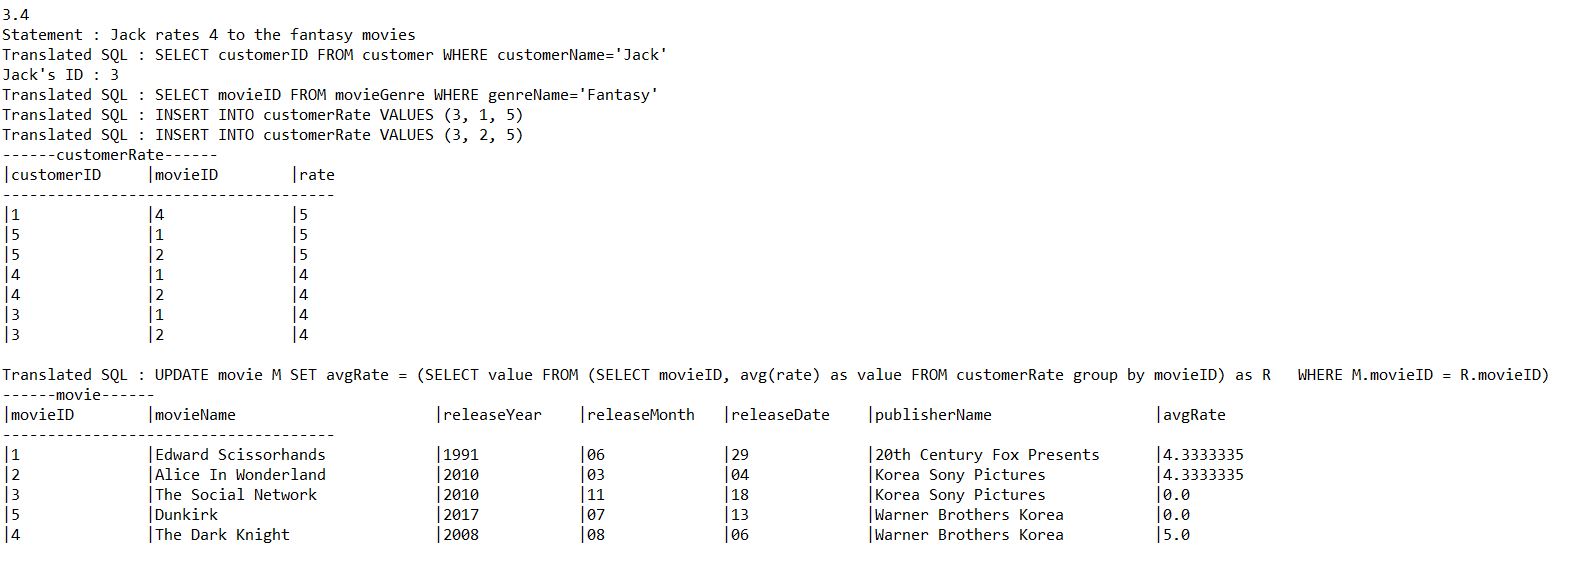 3.4
Statement : Jack rates 4 to the fantasy movies
Translated SQL : SELECT customerID FROM customer WHERE customerName='Jack'
Jack's ID : 3
Translated SQL : SELECT movieID FROM movieGenre WHERE genreName='Fantasy'
Translated SQL : INSERT INTO customerRate VALUES (3, 1, 5)
Translated SQL : INSERT INTO customerRate VALUES (3, 2, 5)
------customerRate------
|customerID     |movieID        |rate
-------------------------------------
|1              |4              |5
|5              |1              |5
|5              |2              |5
|4              |1              |4
|4              |2              |4
|3              |1              |4
|3              |2              |4
Translated SQL : UPDATE movie M SET avgRate = (SELECT value FROM (SELECT movieID, avg(rate) as value FROM customerRate group by movieID) as R   WHERE M.movieID = R.movieID)
------movie------
|movieID        |movieName                      |releaseYear    |releaseMonth   |releaseDate    |publisherName                  |avgRate
-------------------------------------
|1              |Edward Scissorhands            |1991           |06             |29             |20th Century Fox Presents      |4.3333335
|2              |Alice In Wonderland            |2010           |03             |04             |Korea Sony Pictures            |4.3333335
|3              |The Social Network             |2010           |11             |18             |Korea Sony Pictures            |0.0
|5              |Dunkirk                        |2017           |07             |13             |Warner Brothers Korea          |0.0
|4              |The Dark Knight                |2008           |08             |06             |Warner Brothers Korea          |5.0